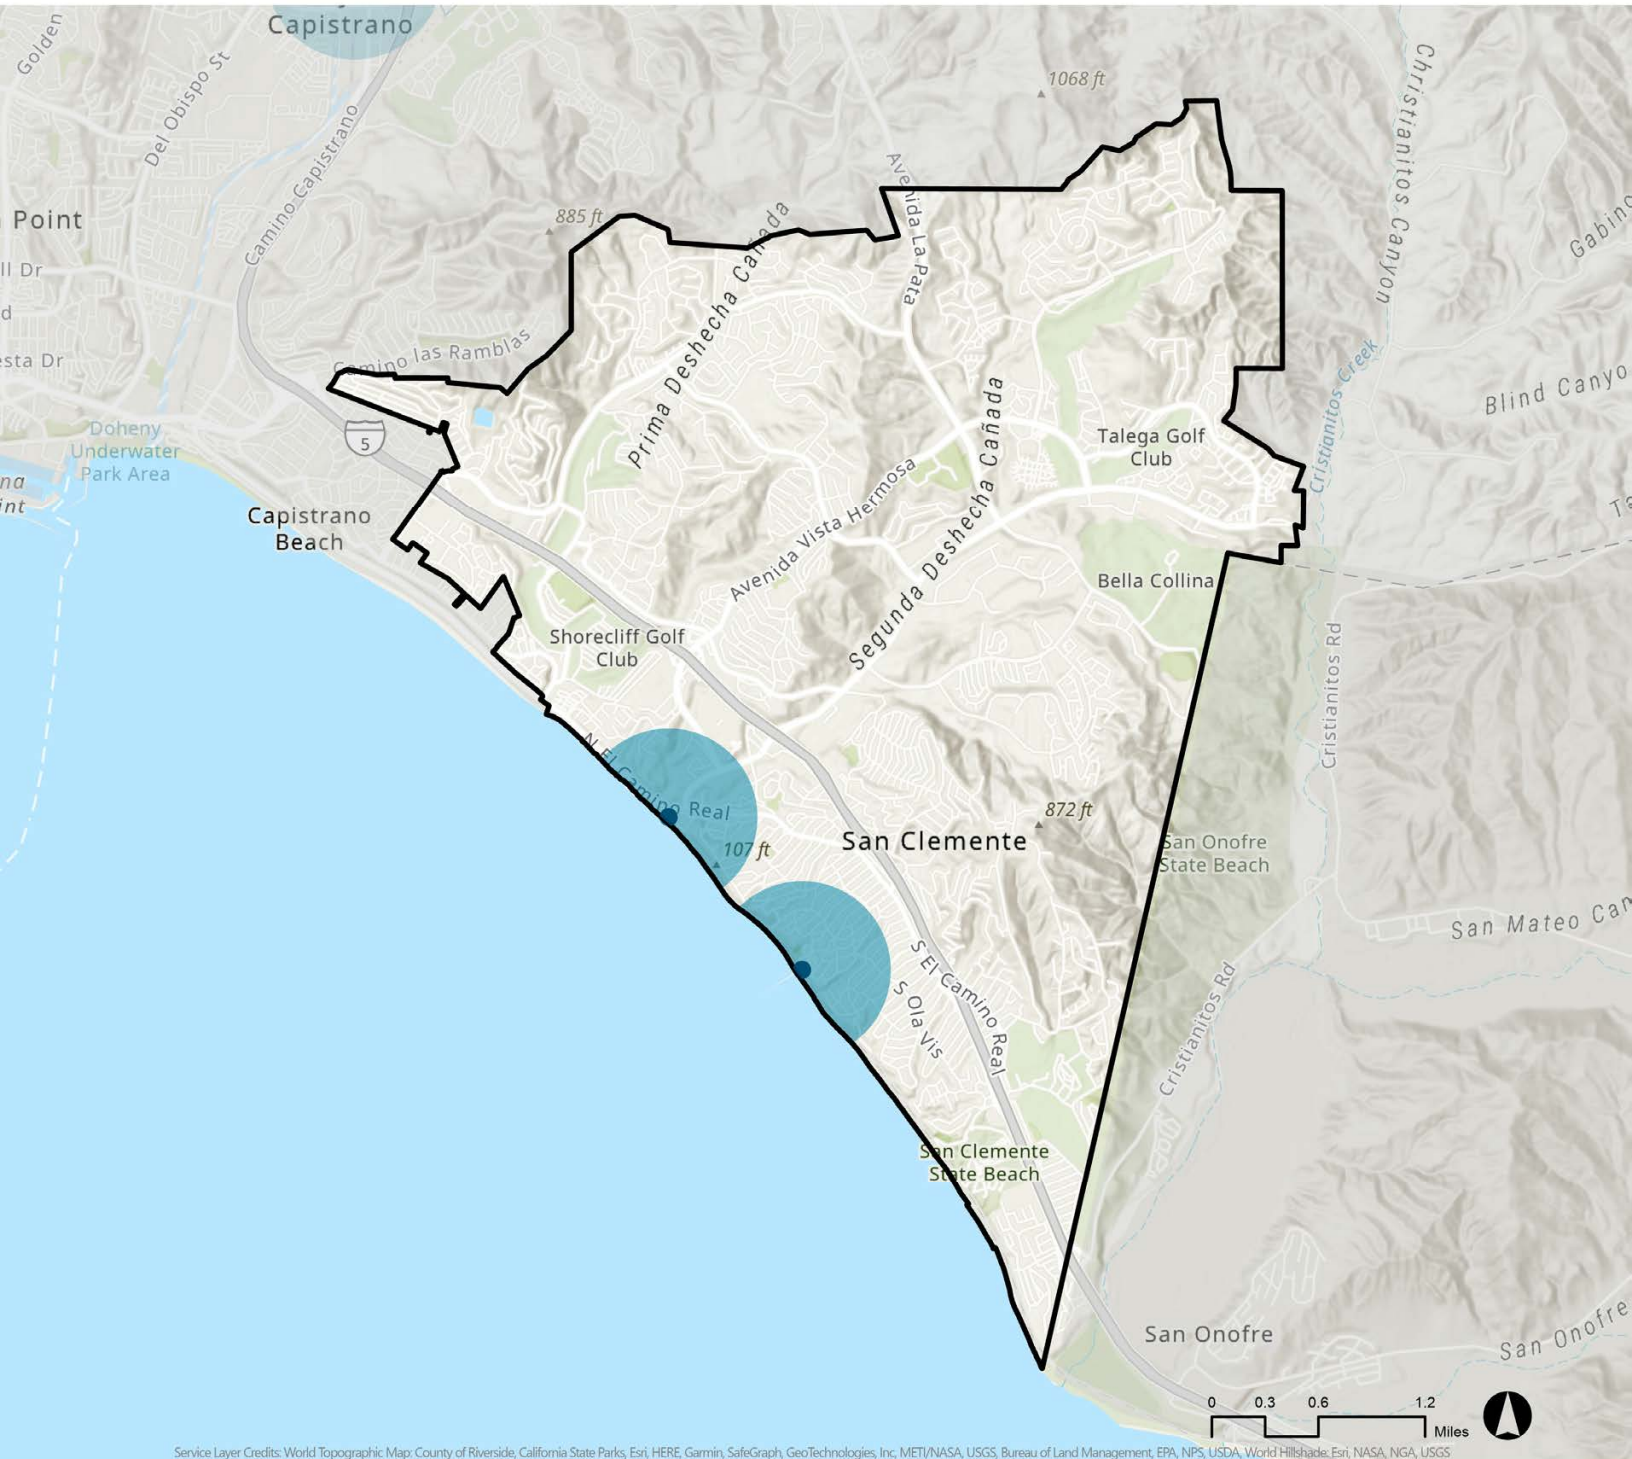 Capistrano
Golden
Del Obispo St
Camino Capistrano
1068 ft
Christianitos Canyon
Avenida La Pata
885 ft
Point
ll Dr
d
esta Dr
Camino las Ramblas
Prima Deshecha Cañada
Gabino
Blind Canyo
Cristianitos Creek
5
Doheny
Underwater
Park Area
na
int
Talega Golf
Club
Segunda Deshecha Cañada
Avenida Vista Hermosa
Ta
Capistrano
Beach
Bella Collina
Shorecliff Golf
Club
Cristianitos Rd
N El Camino Real
107 ft
872 ft
San Clemente
San Onofre
State Beach
San Mateo Can
S El Camino Real
S Ola Vis
Cristianitos Rd
San Clemente
State Beach
San Onofre
San Onofre
0 0.3 0.6 1.2
Miles
Service Layer Credits: World Topographic Map: County of Riverside, California State Parks, Esri, HERE, Garmin, SafeGraph, GeoTechnologies, Inc, METI/NASA, USGS, Bureau of Land Management, EPA, NPS, USDA, World Hillshade: Esri, NASA, NGA, USGS